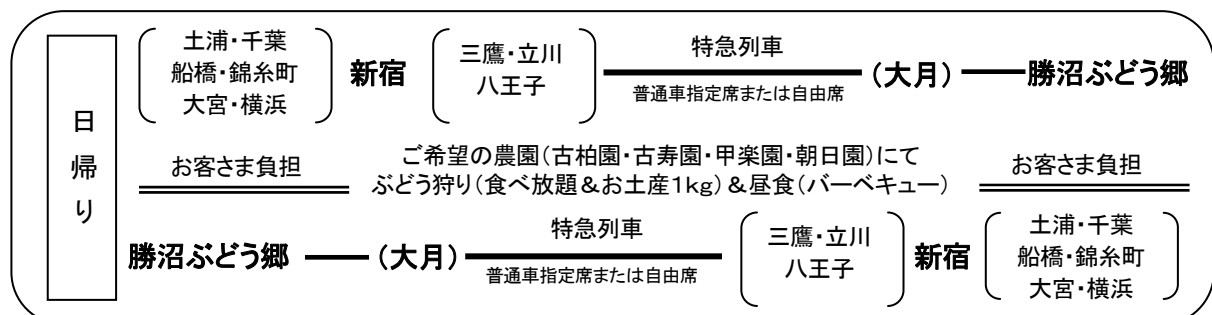 日帰り
土浦・千葉
船橋・錦糸町
大宮・横浜
新宿
三鷹・立川
八王子
特急列車
普通車指定席または自由席
(大月)
勝沼ぶどう郷
お客さま負担
ご希望の農園(古柏園・古寿園・甲楽園・朝日園)にて
ぶどう狩り(食べ放題&お土産1kg)&昼食(バーベキュー)
お客さま負担
勝沼ぶどう郷
(大月)
特急列車
普通車指定席または自由席
三鷹・立川
八王子
新宿
土浦・千葉
船橋・錦糸町
大宮・横浜